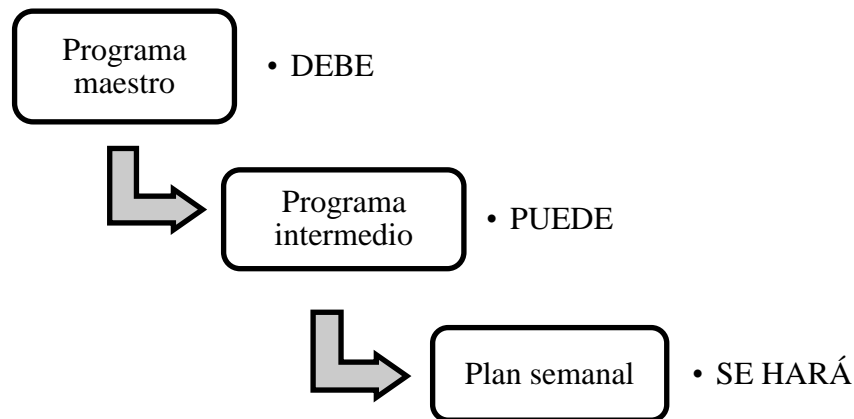 Programa
maestro
• DEBE
Programa
intermedio
• PUEDE
Plan semanal
• SE HARÁ